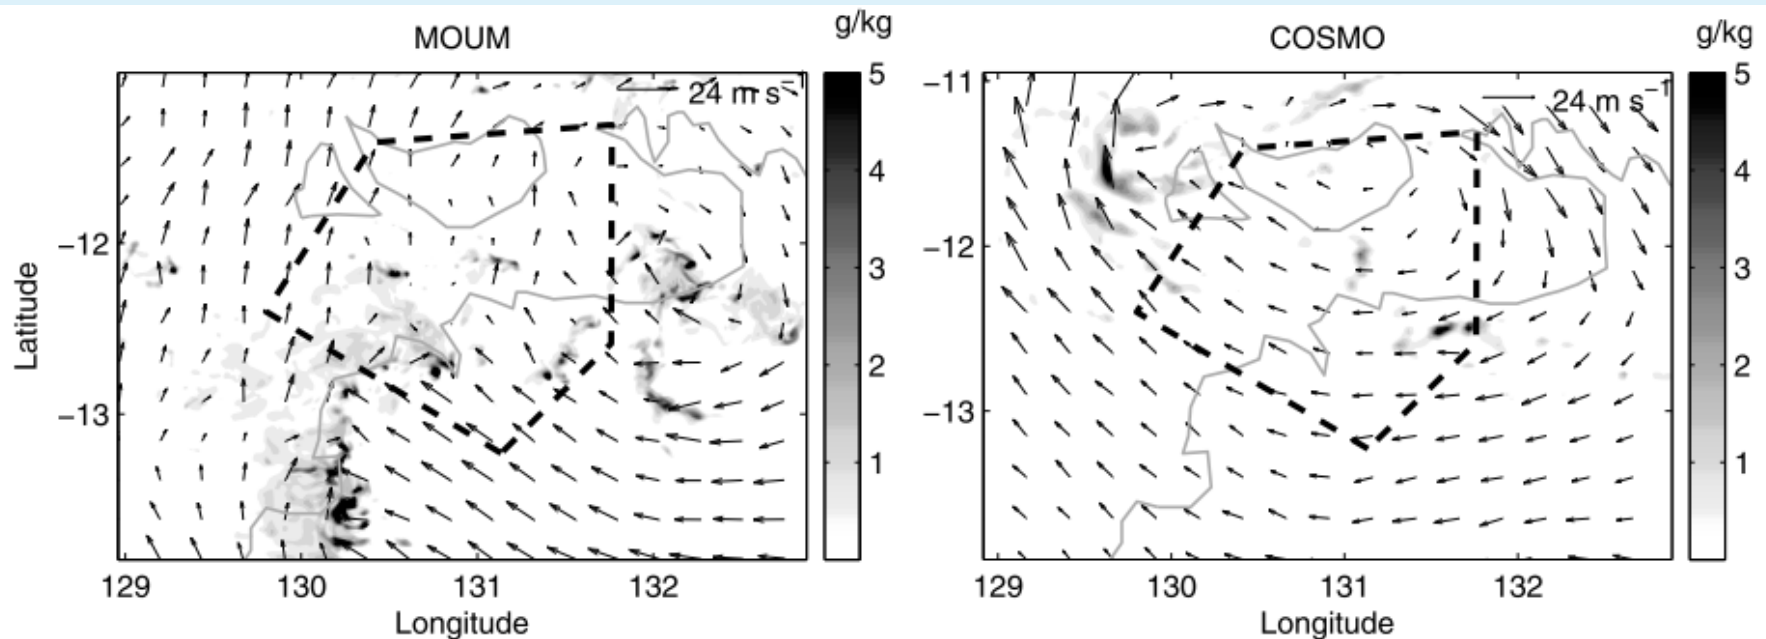 MOUM
g/kg
COSMO
g/kg
24 m s⁻¹
24 m s⁻¹
5
4
3
2
1
5
4
3
2
1
−12
−13
−11
−12
−13
Latitude
129
130
131
132
129
130
131
132
Longitude
Longitude